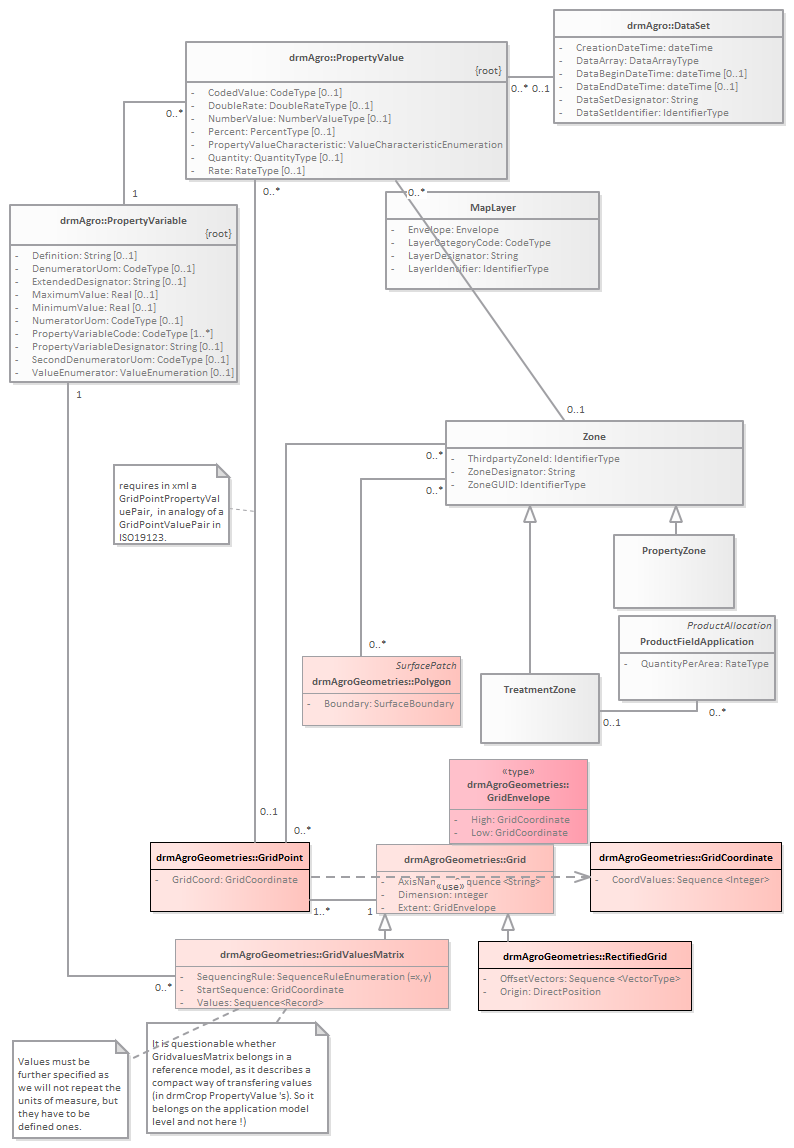 drmAgro::DataSet
- CreationDateTime: dateTime
- DataArray: DataArrayType
- DataBeginDateTime: dateTime [0..1]
- DataEndDateTime: dateTime [0..1]
- DataSetDesignator: String
- DataSetIdentifier: IdentifierType
drmAgro::PropertyValue
{root}
- CodedValue: CodeType [0..1]
- DoubleRate: DoubleRateType [0..1]
- NumberValue: NumberValueType [0..1]
- Percent: PercentType [0..1]
- PropertyValueCharacteristic: ValueCharacteristicEnumeration
- Quantity: QuantityType [0..1]
- Rate: RateType [0..1]
0..* 0..1
0..*
1
0..*
0..*
drmAgro::PropertyVariable
{root}
- Definition: String [0..1]
- DenumeratorUom: CodeType [0..1]
- ExtendedDesignator: String [0..1]
- MaximumValue: Real [0..1]
- MinimumValue: Real [0..1]
- NumeratorUom: CodeType [0..1]
- PropertyVariableCode: CodeType [1..*]
- PropertyVariableDesignator: String [0..1]
- SecondDenumeratorUom: CodeType [0..1]
- ValueEnumerator: ValueEnumeration [0..1]
1
MapLayer
- Envelope: Envelope
- LayerCategoryCode: CodeType
- LayerDesignator: String
- LayerIdentifier: IdentifierType
0..1
Zone
- ThirdpartyZoneId: IdentifierType
- ZoneDesignator: String
- ZoneGUID: IdentifierType
0..*
0..*
requires in xml a
GridPointPropertyVal
uePair,  in analogy of a
GridPointValuePair in
ISO19123.
PropertyZone
ProductAllocation
ProductFieldApplication
- QuantityPerArea: RateType
0..*
SurfacePatch
drmAgroGeometries::Polygon
- Boundary: SurfaceBoundary
TreatmentZone
0..1
0..*
«type»
drmAgroGeometries::
GridEnvelope
- High: GridCoordinate
- Low: GridCoordinate
0..1
0..*
drmAgroGeometries::GridPoint
- GridCoord: GridCoordinate
drmAgroGeometries::Grid
- AxisNam quence <String>
- Dimension: Integer
- Extent: GridEnvelope
«use»
drmAgroGeometries::GridCoordinate
- CoordValues: Sequence <Integer>
1..*
1
drmAgroGeometries::GridValuesMatrix
- SequencingRule: SequenceRuleEnumeration (=x,y)
- StartSequence: GridCoordinate
- Values: Sequence<Record>
0..*
drmAgroGeometries::RectifiedGrid
- OffsetVectors: Sequence <VectorType>
- Origin: DirectPosition
Values must be
further specified as
we will not repeat the
units of measure, but
they have to be
defined ones.
It is questionable whether
GridvaluesMatrix belongs in a
reference model, as it describes a
compact way of transfering values
(in drmCrop PropertyValue 's). So it
belongs on the application model
level and not here !)